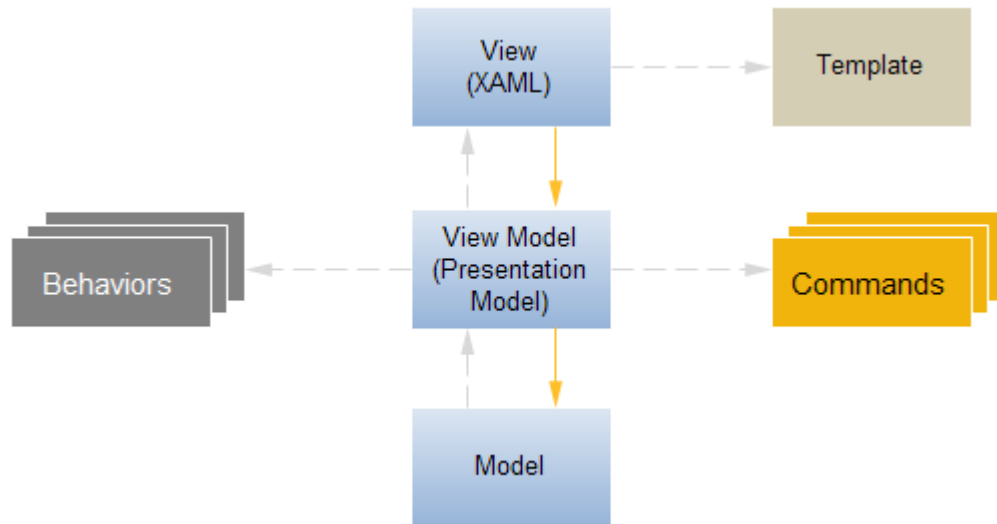 View
(XAML)
Template
View Model
(Presentation
Model)
Behaviors
Commands
Model